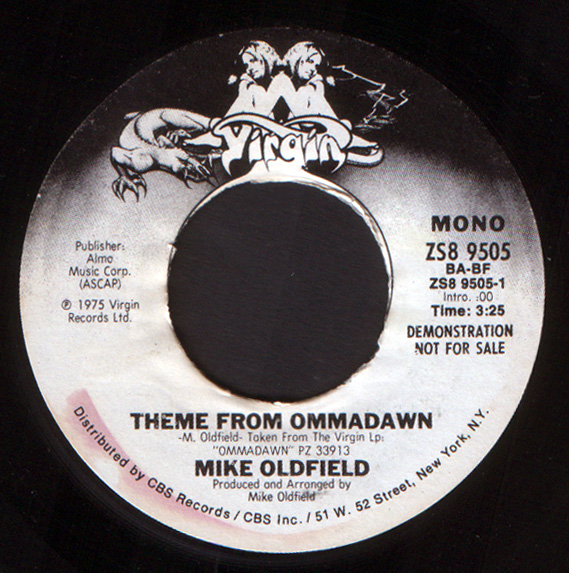 Virgin
MONO
ZS8 9505
BA-BF
ZS8 9505-1
Intro. :00
Time: 3:25
DEMONSTRATION
NOT FOR SALE
Publisher:
Almo
Music Corp.
(ASCAP)
℗ 1975 Virgin
Records Ltd.
THEME FROM OMMADAWN
-M. Oldfield- Taken From The Virgin Lp:
"OMMADAWN" PZ 33913
MIKE OLDFIELD
Produced and Arranged by
Mike Oldfield
Distributed by CBS Records / CBS Inc. / 51 W. 52 Street, New York, N.Y.